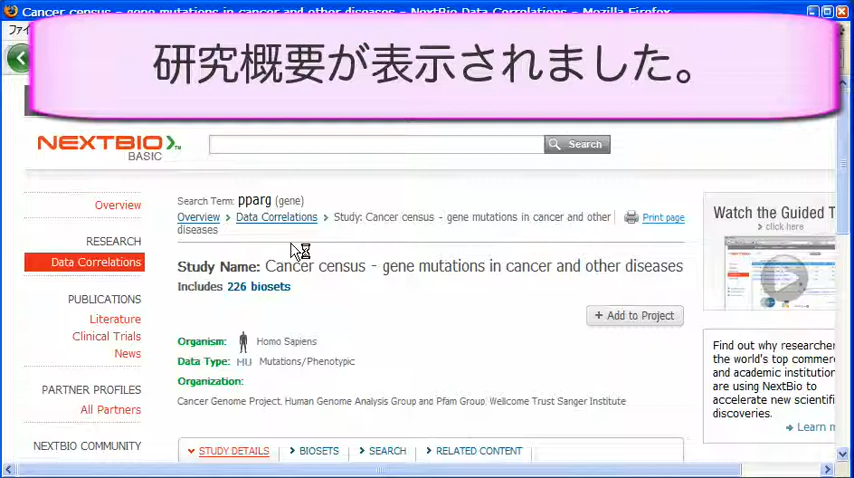 Cancer census - gene mutations in cancer and other diseases - NextBio Data Correlations - Mozilla Firefox
研究概要が表示されました。
NEXTBIO
BASIC
Search
Search Term: pparg (gene)
Overview > Data Correlations > Study: Cancer census - gene mutations in cancer and other
diseases
Print page
Overview
RESEARCH
Data Correlations
PUBLICATIONS
Literature
Clinical Trials
News
PARTNER PROFILES
All Partners
NEXTBIO COMMUNITY
Study Name: Cancer census - gene mutations in cancer and other diseases
Includes 226 biosets
+ Add to Project
Organism: Homo Sapiens
Data Type: MU Mutations/Phenotypic
Organization:
Cancer Genome Project, Human Genome Analysis Group and Pfam Group, Wellcome Trust Sanger Institute
STUDY DETAILS
BIOSETS
SEARCH
RELATED CONTENT
Watch the Guided T
click here
Find out why researche
the world's top comme
and academic institution
are using NextBio to
accelerate new scientifi
discoveries.
Learn m